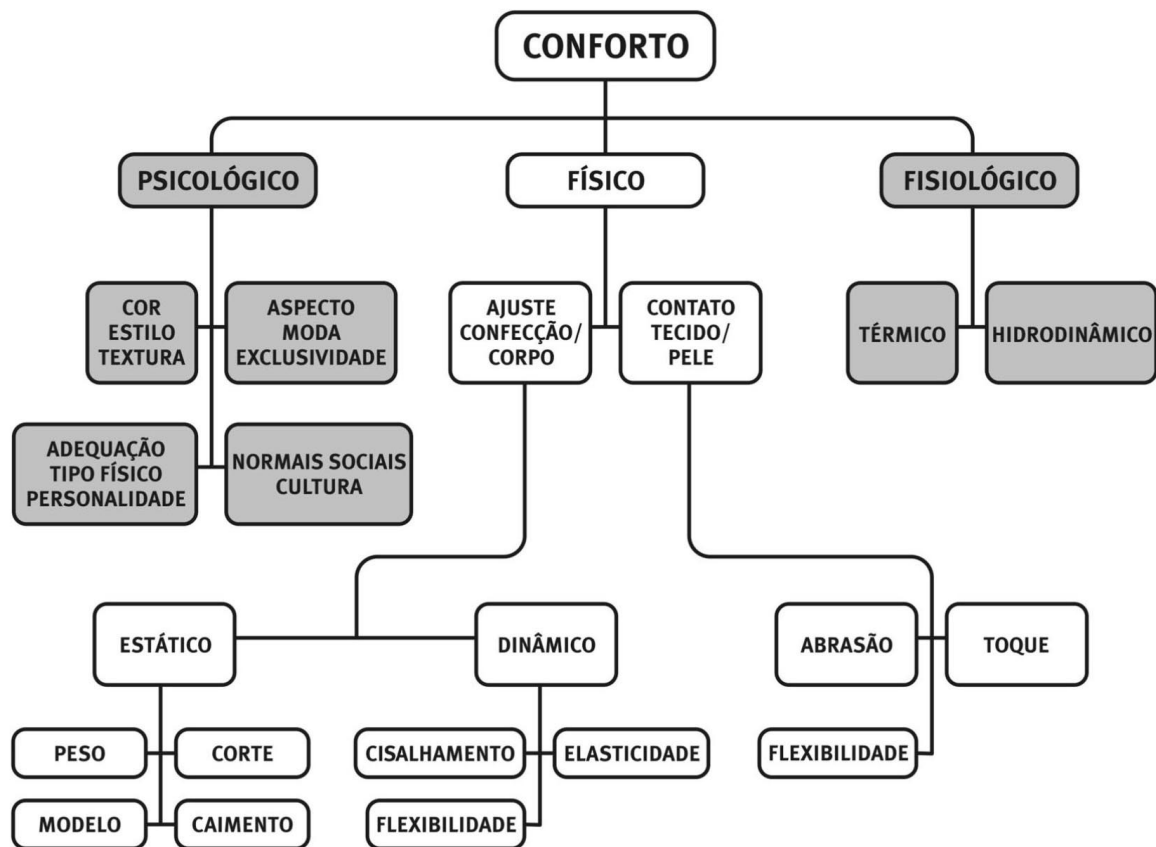 CONFORTO
PSICOLÓGICO
FÍSICO
FISIOLÓGICO
COR
ESTILO
TEXTURA
ASPECTO
MODA
EXCLUSIVIDADE
AJUSTE
CONFECÇÃO/
CORPO
CONTATO
TECIDO/
PELE
TÉRMICO
HIDRODINÂMICO
ADEQUAÇÃO
TIPO FÍSICO
PERSONALIDADE
NORMAIS SOCIAIS
CULTURA
ESTÁTICO
DINÂMICO
ABRASÃO
TOQUE
PESO
CORTE
CISALHAMENTO
ELASTICIDADE
FLEXIBILIDADE
MODELO
CAIMENTO
FLEXIBILIDADE